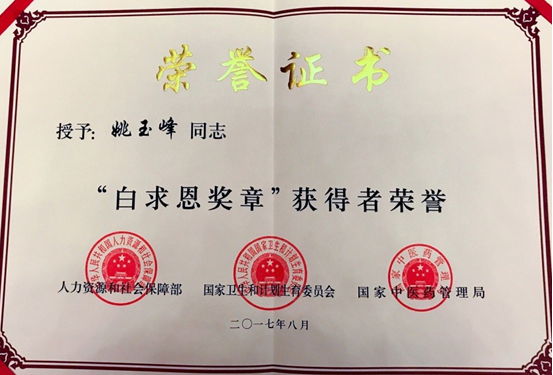 荣誉证书
授予：姚玉峰 同志
“白求恩奖章”获得者荣誉
人力资源和社会保障部 国家卫生和计划生育委员会 国家中医药管理局
二〇一七年八月